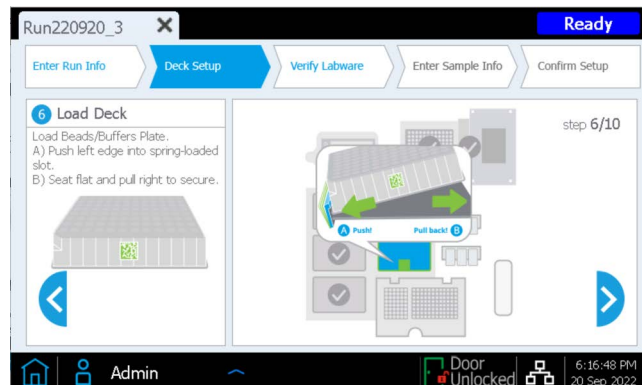 Run220920_3
Ready
Enter Run Info
Deck Setup
Verify Labware
Enter Sample Info
Confirm Setup
6 Load Deck
Load Beads/Buffers Plate.
A) Push left edge into spring-loaded
slot.
B) Seat flat and pull right to secure.
step 6/10
A Push!
Pull back! B
Admin
Door
Unlocked
6:16:48 PM
20 Sep 2022